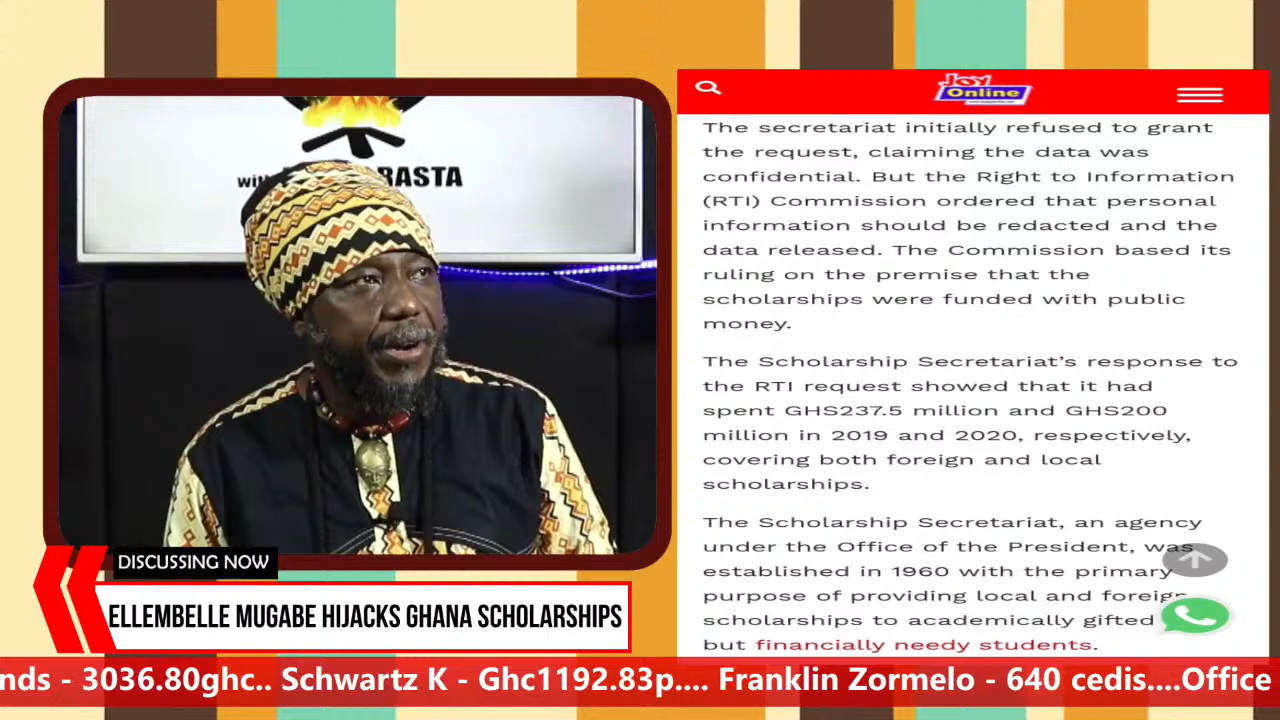 with
RASTA
DISCUSSING NOW
ELLEMBELLE MUGABE HIJACKS GHANA SCHOLARSHIPS
JOY
Online
The secretariat initially refused to grant
the request, claiming the data was
confidential. But the Right to Information
(RTI) Commission ordered that personal
information should be redacted and the
data released. The Commission based its
ruling on the premise that the
scholarships were funded with public
money.
The Scholarship Secretariat’s response to
the RTI request showed that it had
spent GHS237.5 million and GHS200
million in 2019 and 2020, respectively,
covering both foreign and local
scholarships.
The Scholarship Secretariat, an agency
under the Office of the President, was
established in 1960 with the primary
purpose of providing local and foreign
scholarships to academically gifted
but financially needy students.
nds - 3036.80ghc.. Schwartz K - Ghc1192.83p.... Franklin Zormelo - 640 cedis....Office